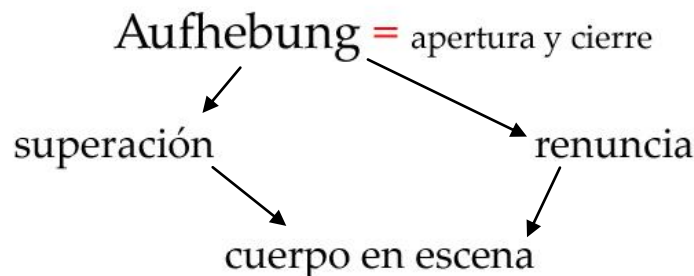 Aufhebung = apertura y cierre
superación renuncia
cuerpo en escena